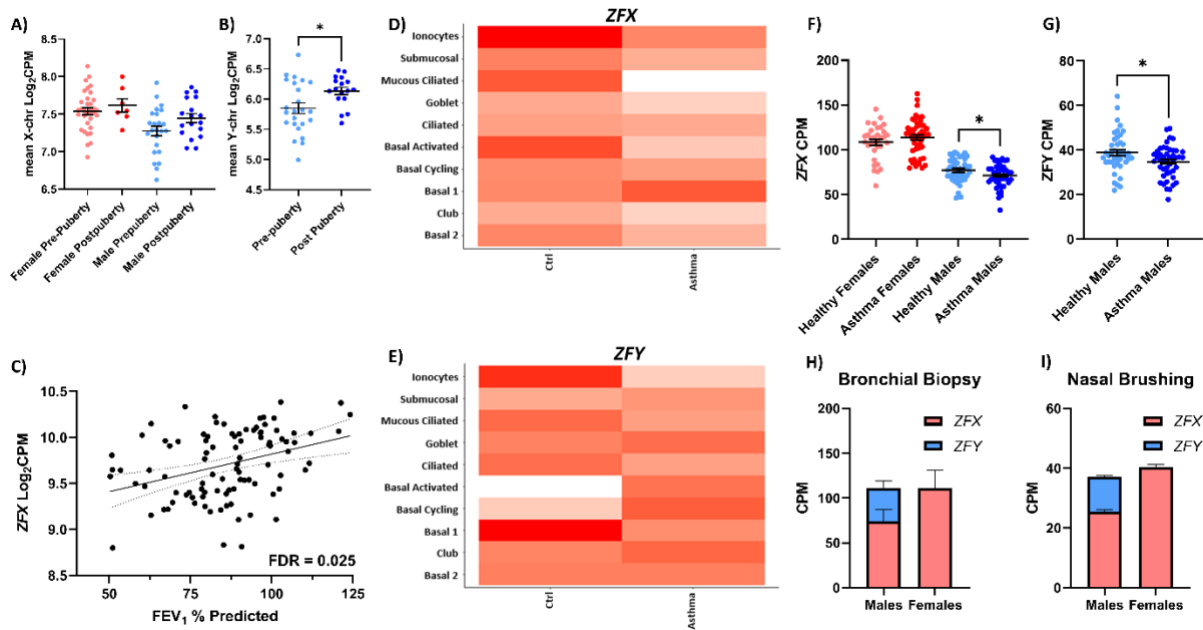 A)
mean X-chr Log₂CPM
8.5
8.0
7.5
7.0
6.5
Female Pre-Puberty
Female Postpuberty
Male Prepuberty
Male Postpuberty
B)
*
mean Y-chr Log₂CPM
7.0
6.5
6.0
5.5
5.0
4.5
Pre-puberty
Post Puberty
C)
ZFX Log₂CPM
10.5
10.0
9.5
9.0
8.5
50
75
100
125
FDR = 0.025
FEV₁ % Predicted
D)
ZFX
Ionocytes
Submucosal
Mucous Ciliated
Goblet
Ciliated
Basal Activated
Basal Cycling
Basal 1
Club
Basal 2
Ctrl
Asthma
E)
ZFY
Ionocytes
Submucosal
Mucous Ciliated
Goblet
Ciliated
Basal Activated
Basal Cycling
Basal 1
Club
Basal 2
Ctrl
Asthma
F)
*
ZFX CPM
200
150
100
50
0
Healthy Females
Asthma Females
Healthy Males
Asthma Males
G)
*
ZFY CPM
80
60
40
20
0
Healthy Males
Asthma Males
H)
Bronchial Biopsy
ZFX
ZFY
CPM
200
150
100
50
0
Males Females
I)
Nasal Brushing
ZFX
ZFY
CPM
60
40
20
0
Males Females